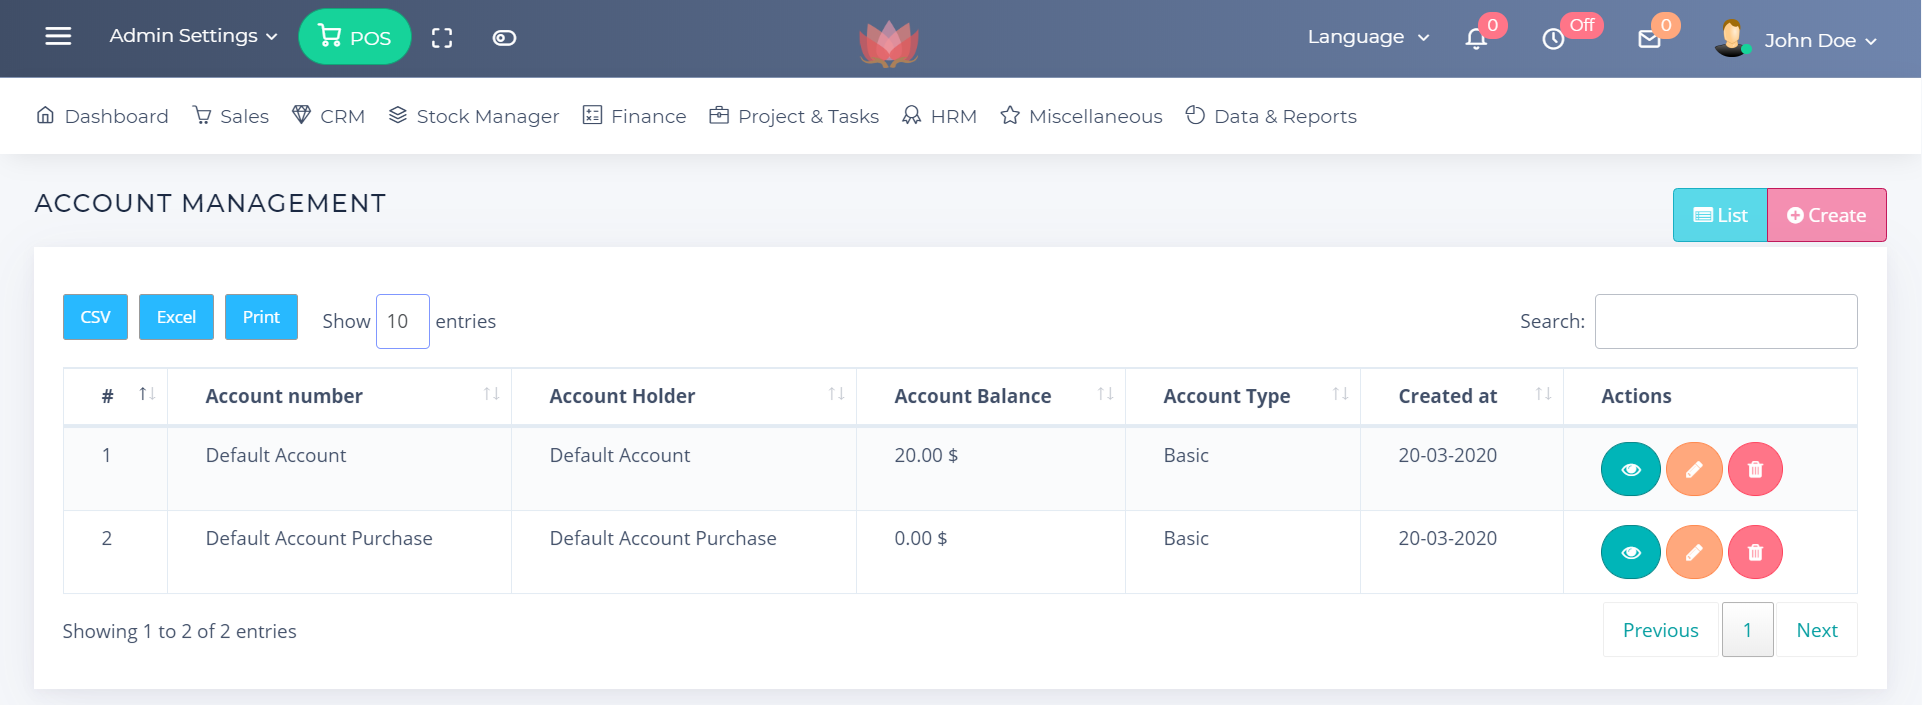 Admin Settings POS Language 0 Off 0 John Doe
Dashboard Sales CRM Stock Manager Finance Project & Tasks HRM Miscellaneous Data & Reports
ACCOUNT MANAGEMENT
List Create
CSV Excel Print Show 10 entries Search:
# Account number Account Holder Account Balance Account Type Created at Actions
1 Default Account Default Account 20.00 $ Basic 20-03-2020
2 Default Account Purchase Default Account Purchase 0.00 $ Basic 20-03-2020
Showing 1 to 2 of 2 entries Previous 1 Next